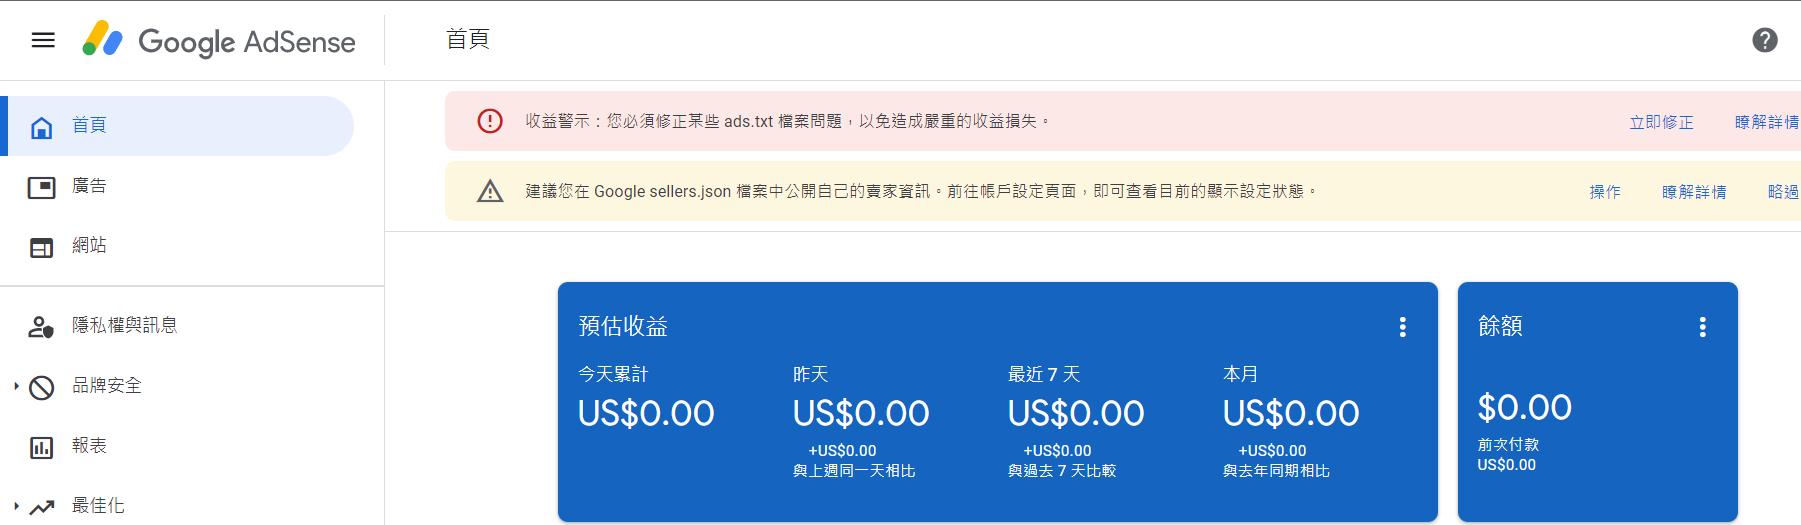 Google AdSense
首頁
首頁
廣告
網站
隱私權與訊息
品牌安全
報表
最佳化
收益警示：您必須修正某些 ads.txt 檔案問題，以免造成嚴重的收益損失。
立即修正
瞭解詳情
建議您在 Google sellers.json 檔案中公開自己的賣家資訊。前往帳戶設定頁面，即可查看目前的顯示設定狀態。
操作
瞭解詳情
略過
預估收益
今天累計
US$0.00
昨天
US$0.00
+US$0.00
與上週同一天相比
最近 7 天
US$0.00
+US$0.00
與過去 7 天比較
本月
US$0.00
+US$0.00
與去年同期相比
餘額
$0.00
前次付款
US$0.00